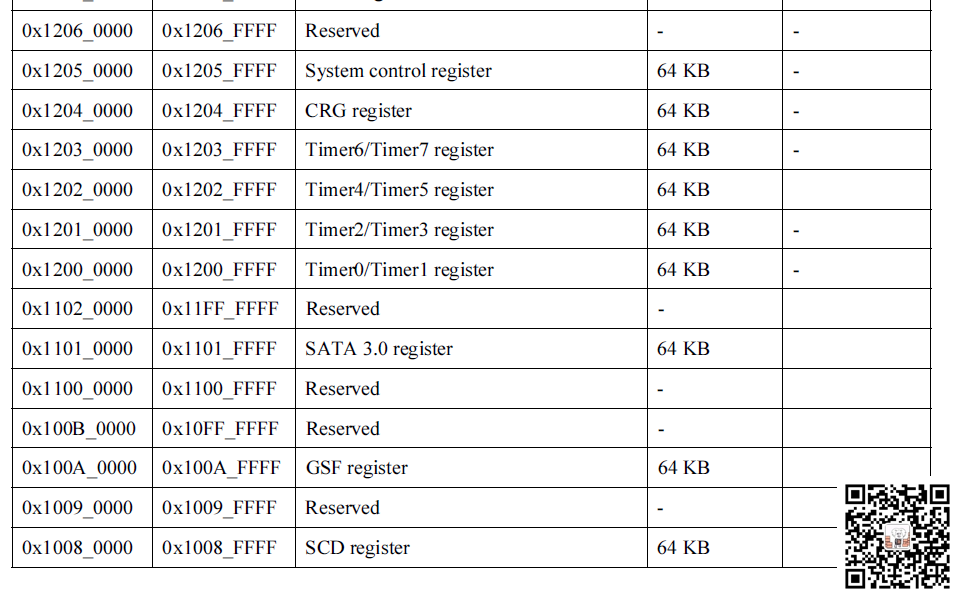 0x1206_0000 0x1206_FFFF Reserved - -
0x1205_0000 0x1205_FFFF System control register 64 KB -
0x1204_0000 0x1204_FFFF CRG register 64 KB -
0x1203_0000 0x1203_FFFF Timer6/Timer7 register 64 KB -
0x1202_0000 0x1202_FFFF Timer4/Timer5 register 64 KB
0x1201_0000 0x1201_FFFF Timer2/Timer3 register 64 KB -
0x1200_0000 0x1200_FFFF Timer0/Timer1 register 64 KB -
0x1102_0000 0x11FF_FFFF Reserved -
0x1101_0000 0x1101_FFFF SATA 3.0 register 64 KB
0x1100_0000 0x1100_FFFF Reserved -
0x100B_0000 0x10FF_FFFF Reserved -
0x100A_0000 0x100A_FFFF GSF register 64 KB
0x1009_0000 0x1009_FFFF Reserved -
0x1008_0000 0x1008_FFFF SCD register 64 KB